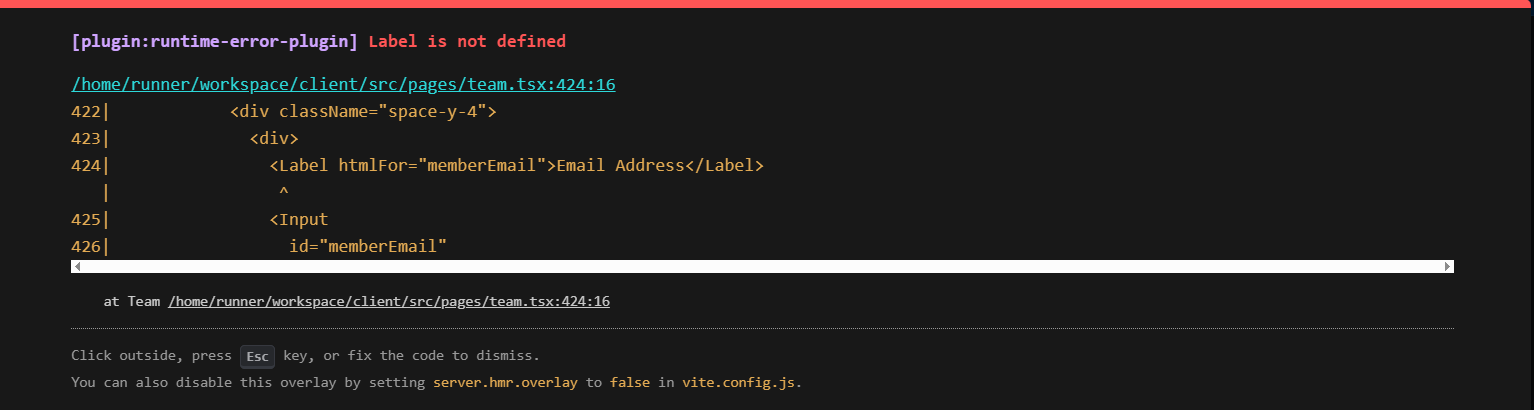 [plugin:runtime-error-plugin] Label is not defined
/home/runner/workspace/client/src/pages/team.tsx:424:16
422|            <div className="space-y-4">
423|              <div>
424|                <Label htmlFor="memberEmail">Email Address</Label>
   |                 ^
425|                <Input
426|                  id="memberEmail"
at Team /home/runner/workspace/client/src/pages/team.tsx:424:16
Click outside, press Esc key, or fix the code to dismiss.
You can also disable this overlay by setting server.hmr.overlay to false in vite.config.js.